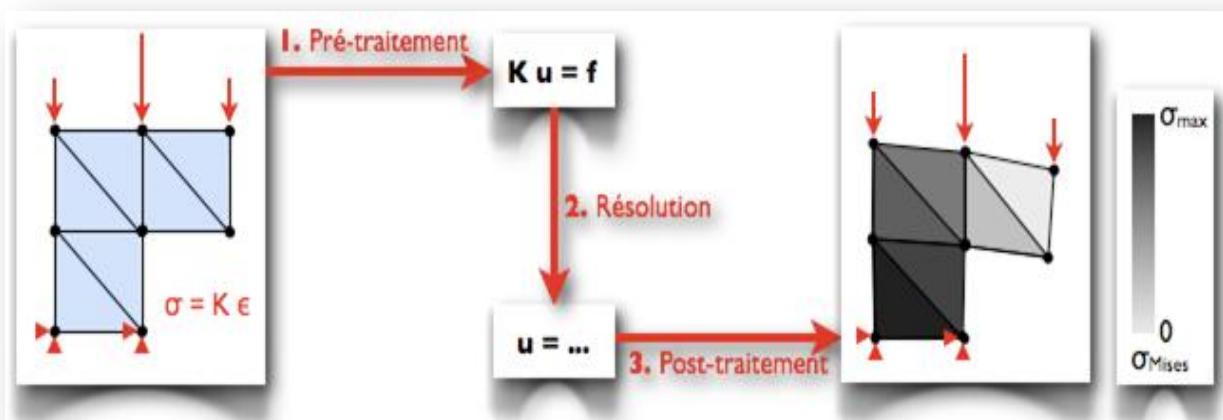 1. Pré-traitement
K u = f
σ = K ϵ
2. Résolution
u = ...
3. Post-traitement
σmax
0
σMises